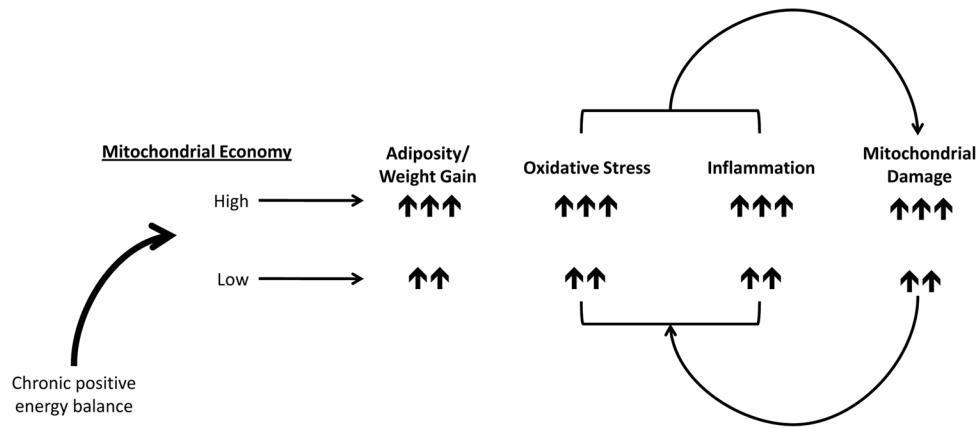 Mitochondrial Economy
Adiposity/
Weight Gain
Oxidative Stress
Inflammation
Mitochondrial
Damage
High
Low
Chronic positive
energy balance